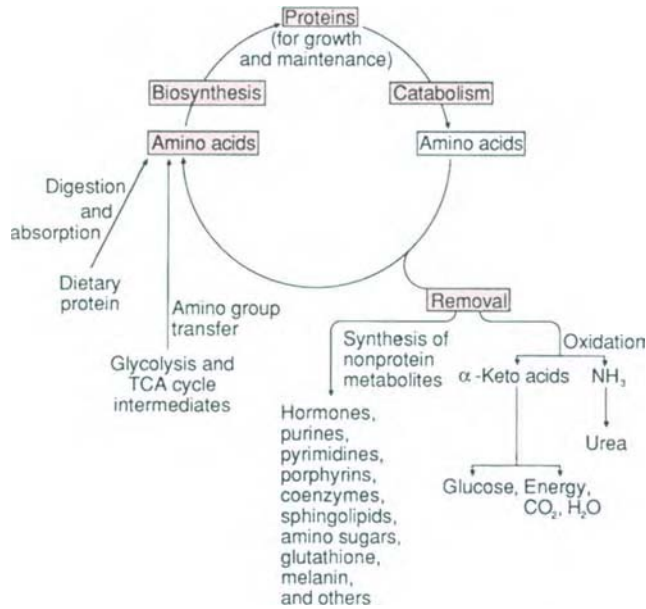 Proteins
(for growth
and maintenance)
Biosynthesis
Catabolism
Amino acids
Amino acids
Digestion
and
absorption
Dietary
protein
Amino group
transfer
Glycolysis and
TCA cycle
intermediates
Removal
Synthesis of
nonprotein
metabolites
Oxidation
α-Keto acids
NH₃
Urea
Hormones,
purines,
pyrimidines,
porphyrins,
coenzymes,
sphingolipids,
amino sugars,
glutathione,
melanin,
and others
Glucose, Energy,
CO₂, H₂O